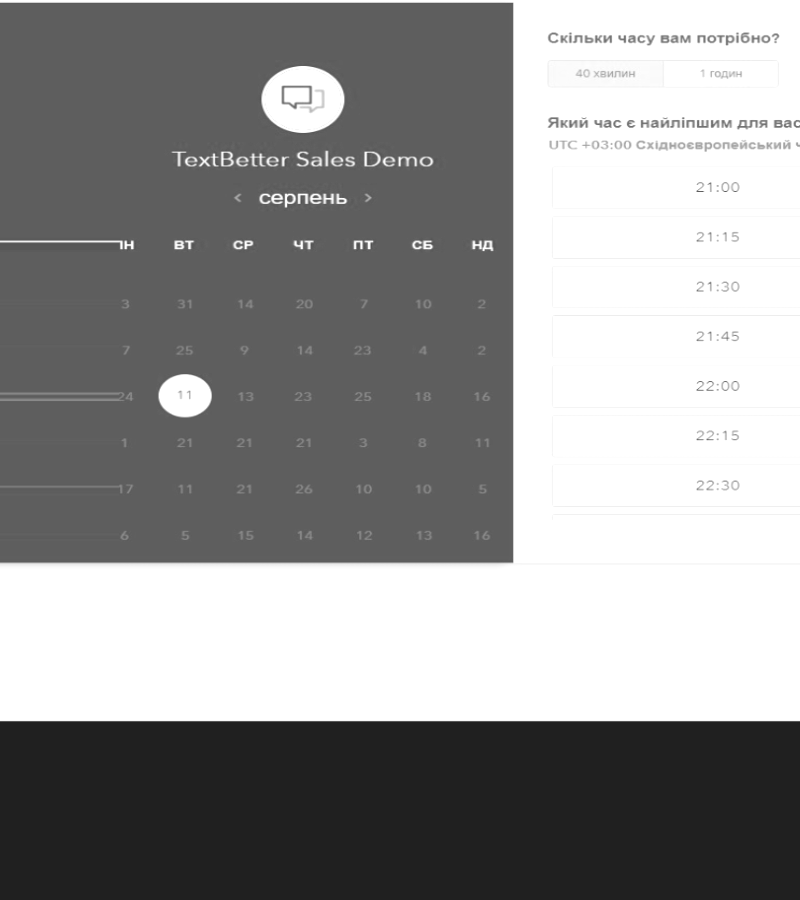 TextBetter Sales Demo
< серпень >
ВТ СР ЧТ ПТ СБ НД
3 31 14 20 7 10 2
7 25 9 14 23 4 2
24 11 13 23 25 18 16
1 21 21 21 3 8 11
17 11 21 26 10 10 5
6 5 15 14 12 13 16
Скільки часу вам потрібно?
40 хвилин 1 годин
Який час є найліпшим для вас
UTC +03:00 Східноєвропейський
21:00
21:15
21:30
21:45
22:00
22:15
22:30